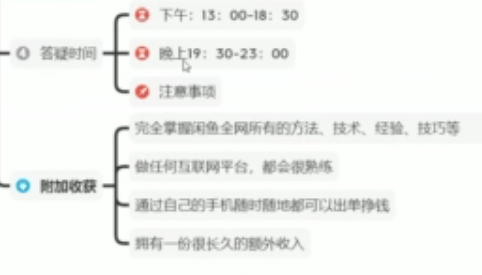 答疑时间
下午：13：00-18：30
晚上19：30-23：00
注意事项
附加收获
完全掌握闲鱼全网所有的方法、技术、经验、技巧等
做任何互联网平台，都会很熟练
通过自己的手机随时随地都可以出单挣钱
拥有一份很长久的额外收入